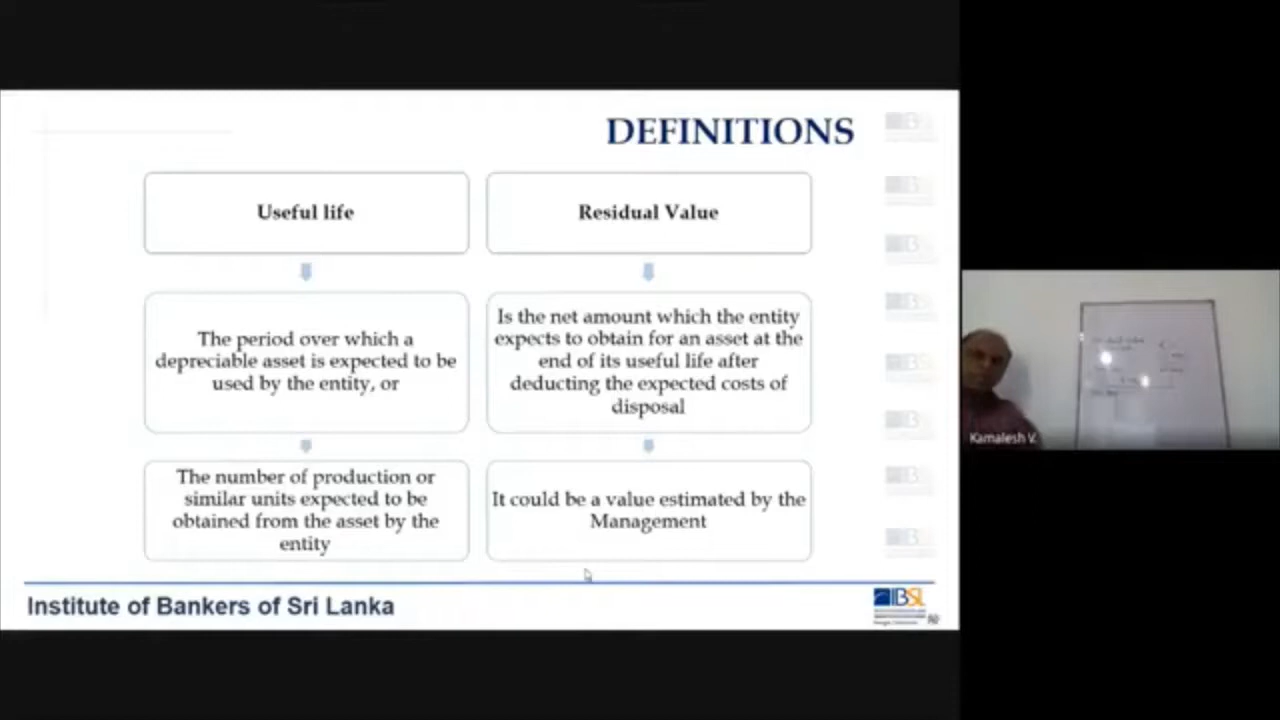 DEFINITIONS
Useful life
The period over which a
depreciable asset is expected to be
used by the entity, or
The number of production or
similar units expected to be
obtained from the asset by the
entity
Residual Value
Is the net amount which the entity
expects to obtain for an asset at the
end of its useful life after
deducting the expected costs of
disposal
It could be a value estimated by the
Management
Institute of Bankers of Sri Lanka
IBSL
Kamalesh V.